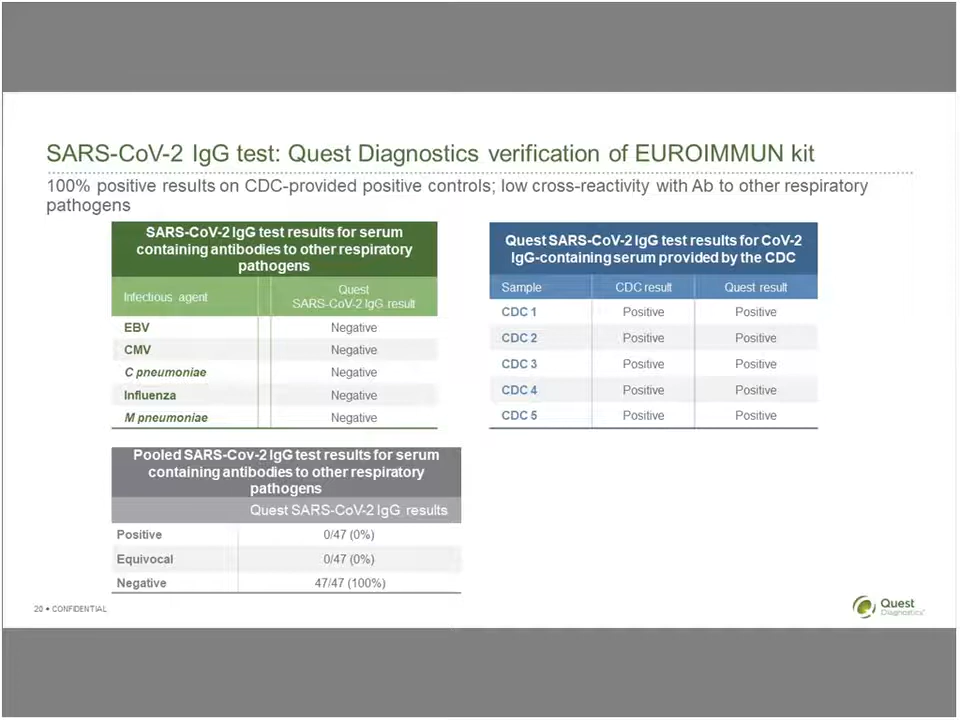 SARS-CoV-2 IgG test: Quest Diagnostics verification of EUROIMMUN kit
100% positive results on CDC-provided positive controls; low cross-reactivity with Ab to other respiratory
pathogens
SARS-CoV-2 IgG test results for serum
containing antibodies to other respiratory
pathogens
Infectious agent
Quest
SARS-CoV-2 IgG result
EBV Negative
CMV Negative
C pneumoniae Negative
Influenza Negative
M pneumoniae Negative
Quest SARS-CoV-2 IgG test results for CoV-2
IgG-containing serum provided by the CDC
Sample CDC result Quest result
CDC 1 Positive Positive
CDC 2 Positive Positive
CDC 3 Positive Positive
CDC 4 Positive Positive
CDC 5 Positive Positive
Pooled SARS-Cov-2 IgG test results for serum
containing antibodies to other respiratory
pathogens
Quest SARS-CoV-2 IgG results
Positive 0/47 (0%)
Equivocal 0/47 (0%)
Negative 47/47 (100%)
20 • CONFIDENTIAL
Quest
Diagnostics